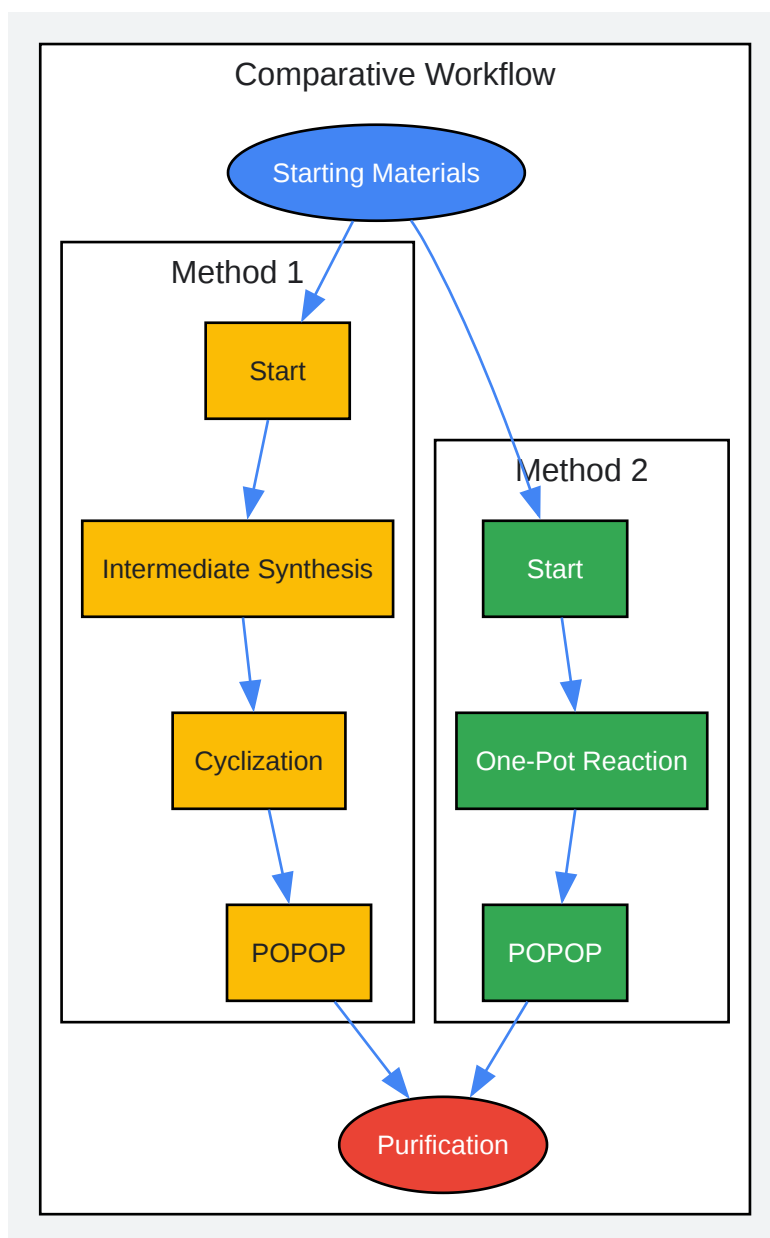 Comparative Workflow
Starting Materials
Method 1
Start
Intermediate Synthesis
Cyclization
POPOP
Method 2
Start
One-Pot Reaction
POPOP
Purification